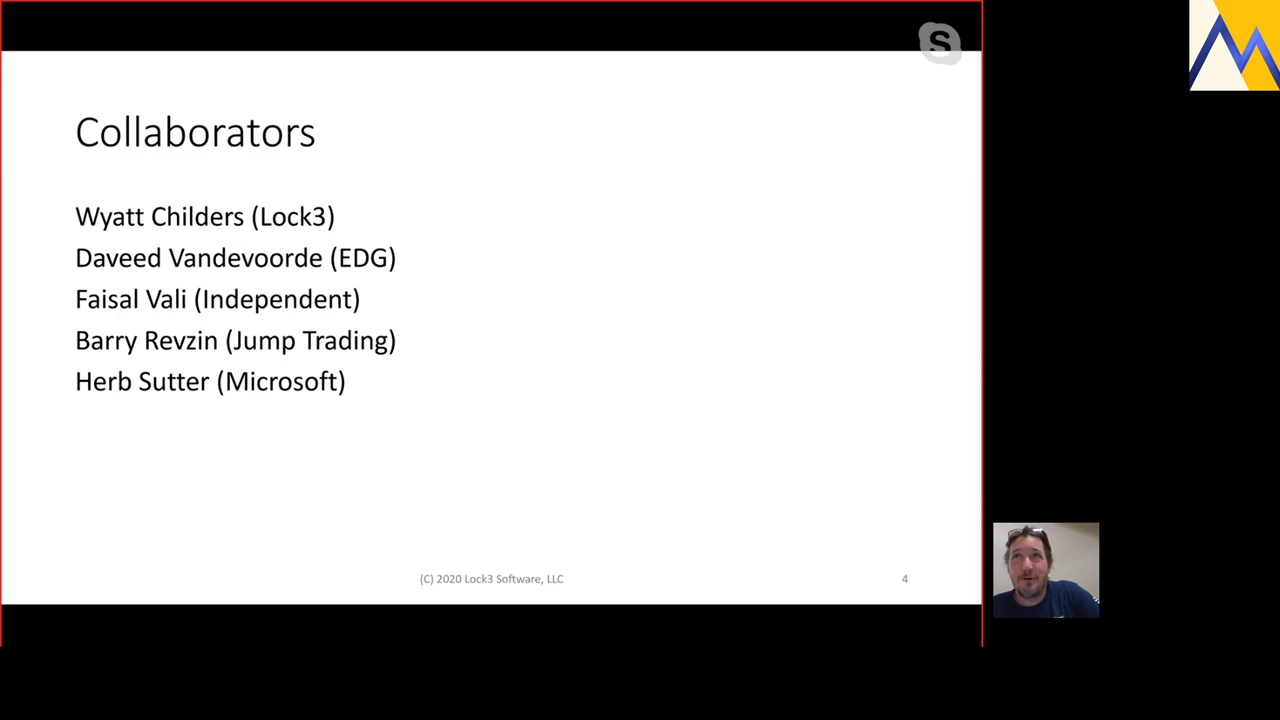 S
Collaborators
Wyatt Childers (Lock3)
Daveed Vandevoorde (EDG)
Faisal Vali (Independent)
Barry Revzin (Jump Trading)
Herb Sutter (Microsoft)
(C) 2020 Lock3 Software, LLC
4